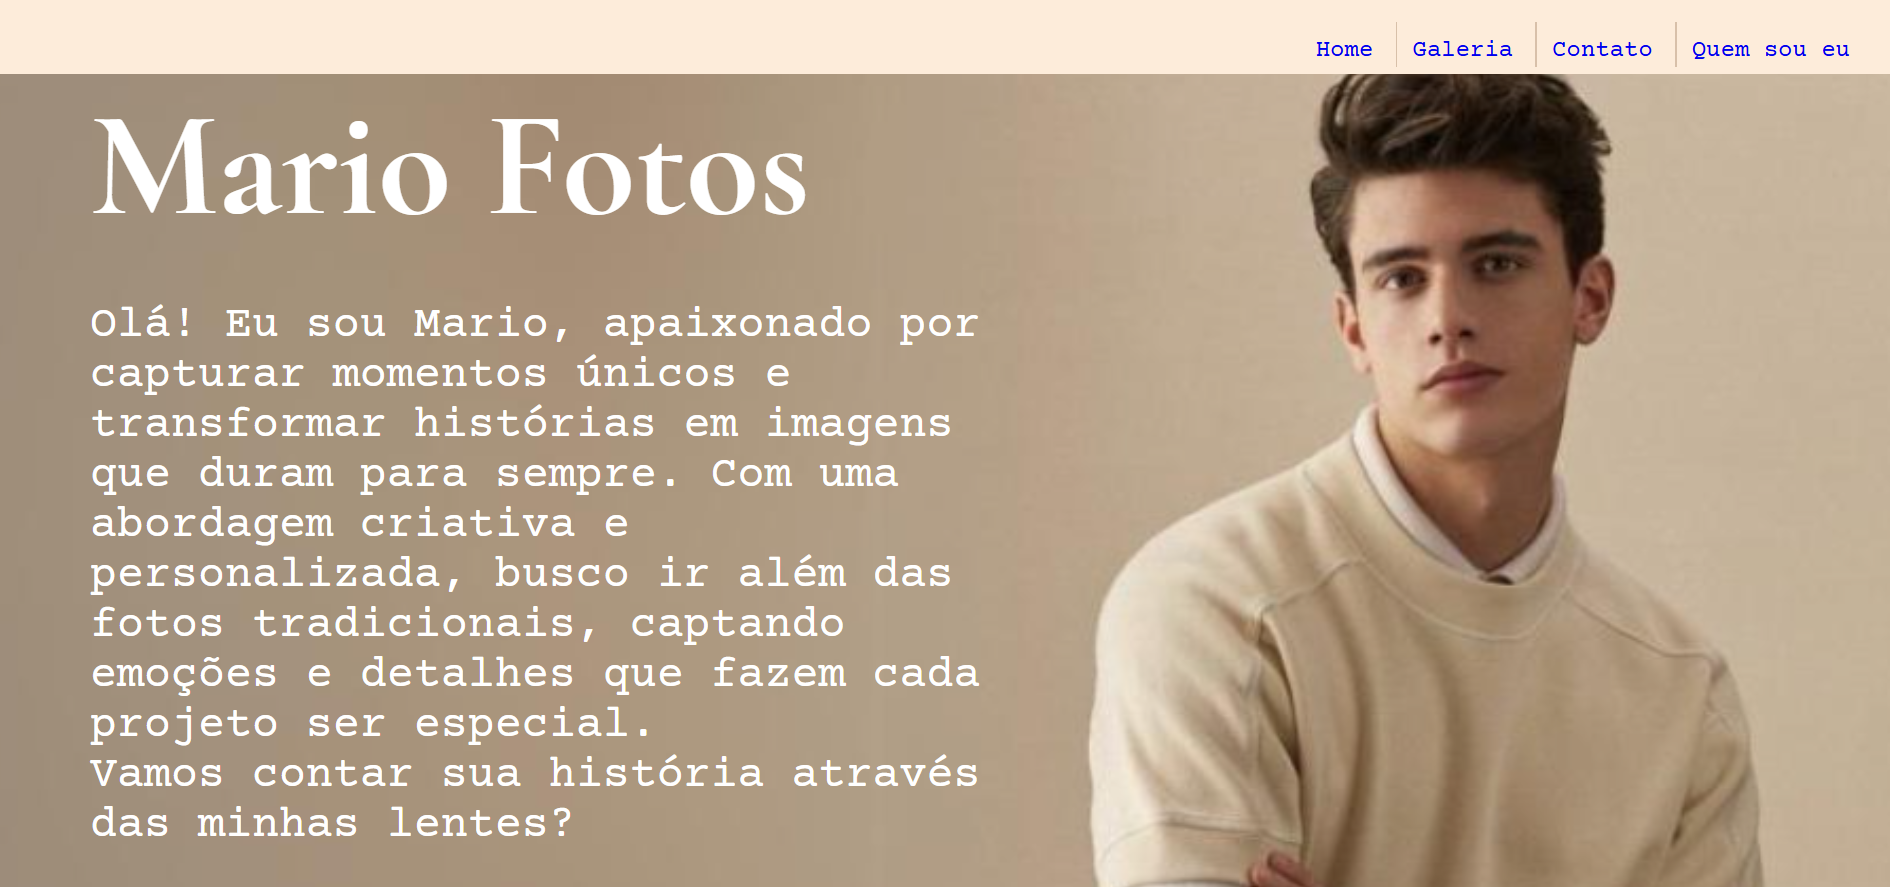 Home
Galeria
Contato
Quem sou eu
Mario Fotos
Olá! Eu sou Mario, apaixonado por
capturar momentos únicos e
transformar histórias em imagens
que duram para sempre. Com uma
abordagem criativa e
personalizada, busco ir além das
fotos tradicionais, captando
emoções e detalhes que fazem cada
projeto ser especial.
Vamos contar sua história através
das minhas lentes?